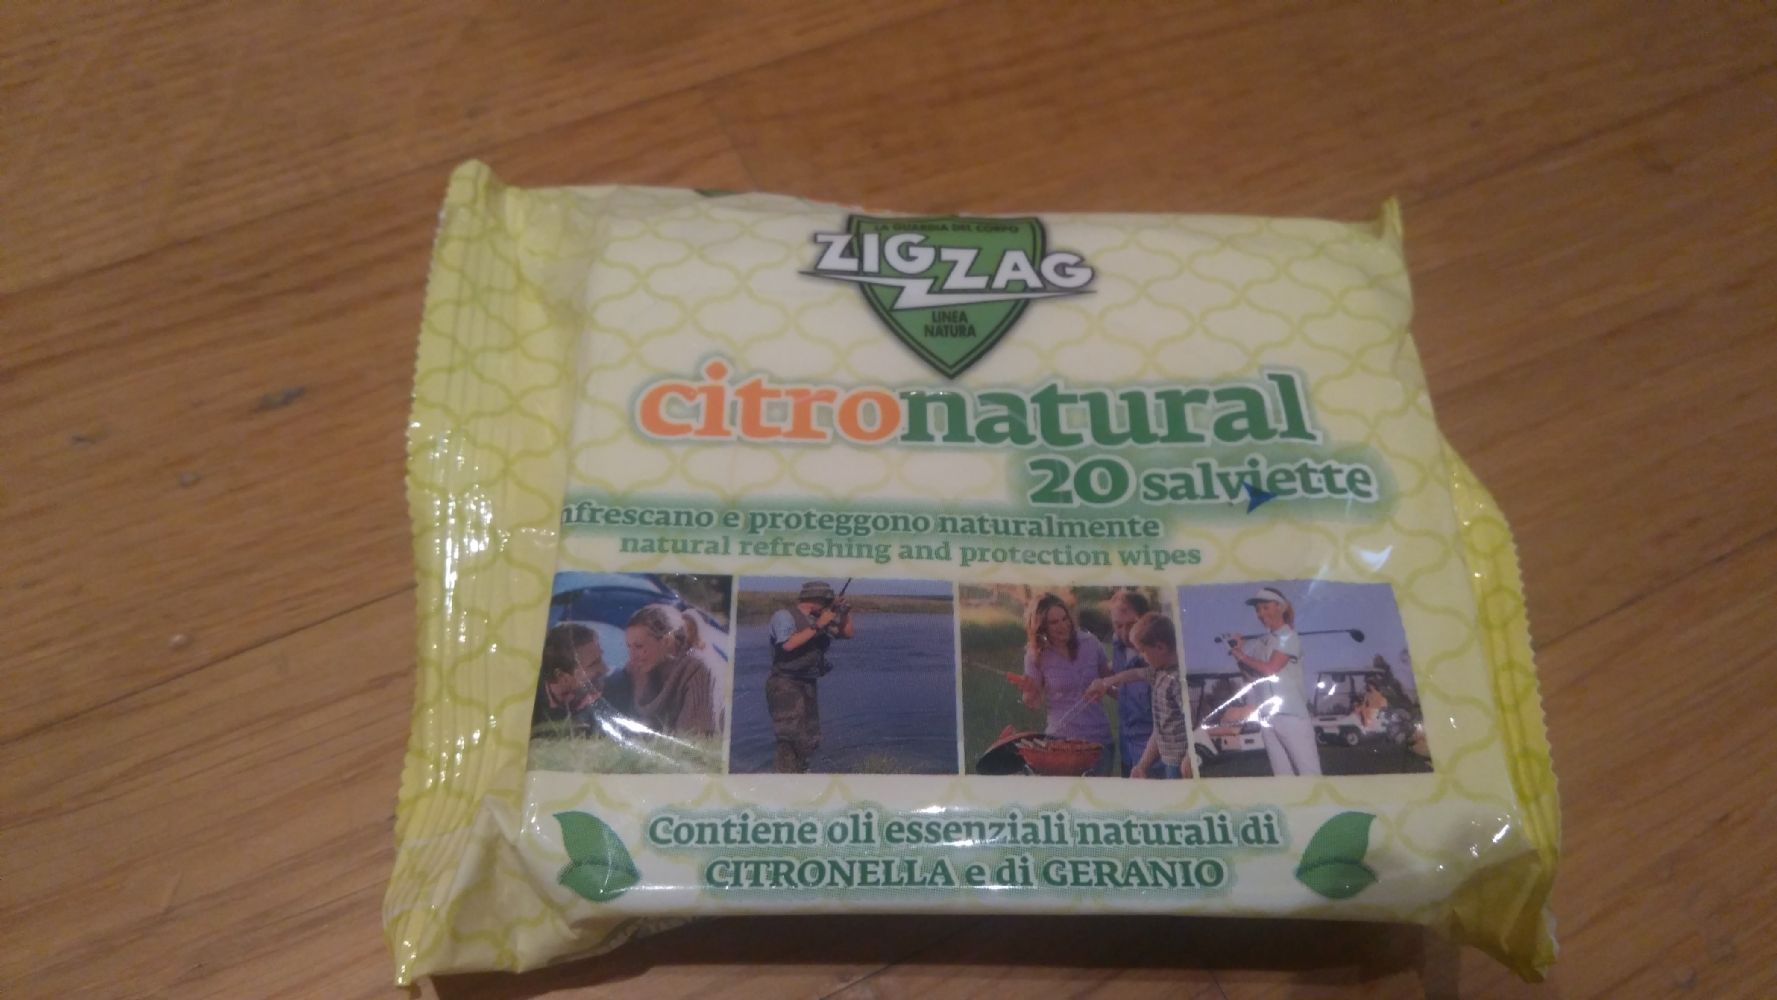 LA GUARDIA DEL CORPO
ZIG ZAG
LINEA
NATURA
citronatural
20 salviette
nfrescano e proteggono naturalmente
natural refreshing and protection wipes
Contiene oli essenziali naturali di
CITRONELLA e di GERANIO